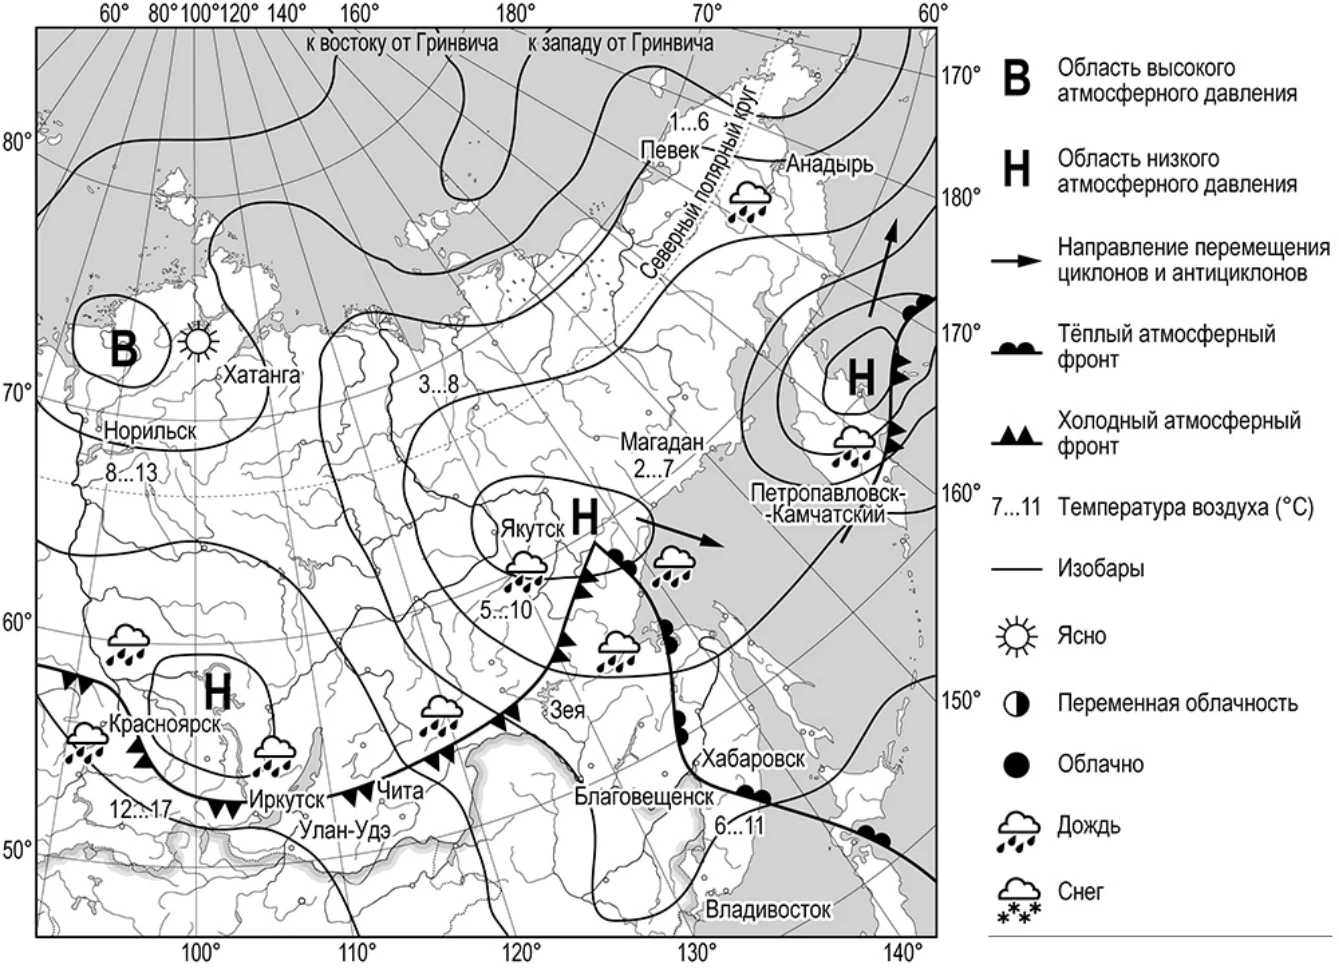 60° 80° 100° 120° 140° 160° 180° 70° 60°
к востоку от Гринвича к западу от Гринвича
170°
80°
180°
170°
70°
160°
60°
150°
50°
100° 110° 120° 130° 140°
Северный полярный круг
1...6
Певек
Анадырь
В
Хатанга
3...8
Н
Норильск
8...13
Магадан
2...7
Петропавловск-
-Камчатский
Якутск
Н
5...10
Н
Красноярск
Зея
Хабаровск
12...17
Иркутск
Чита
Благовещенск
Улан-Удэ
6...11
Владивосток
В
Область высокого
атмосферного давления
Н
Область низкого
атмосферного давления
Направление перемещения
циклонов и антициклонов
Тёплый атмосферный
фронт
Холодный атмосферный
фронт
7...11 Температура воздуха (°С)
Изобары
Ясно
Переменная облачность
Облачно
Дождь
Снег